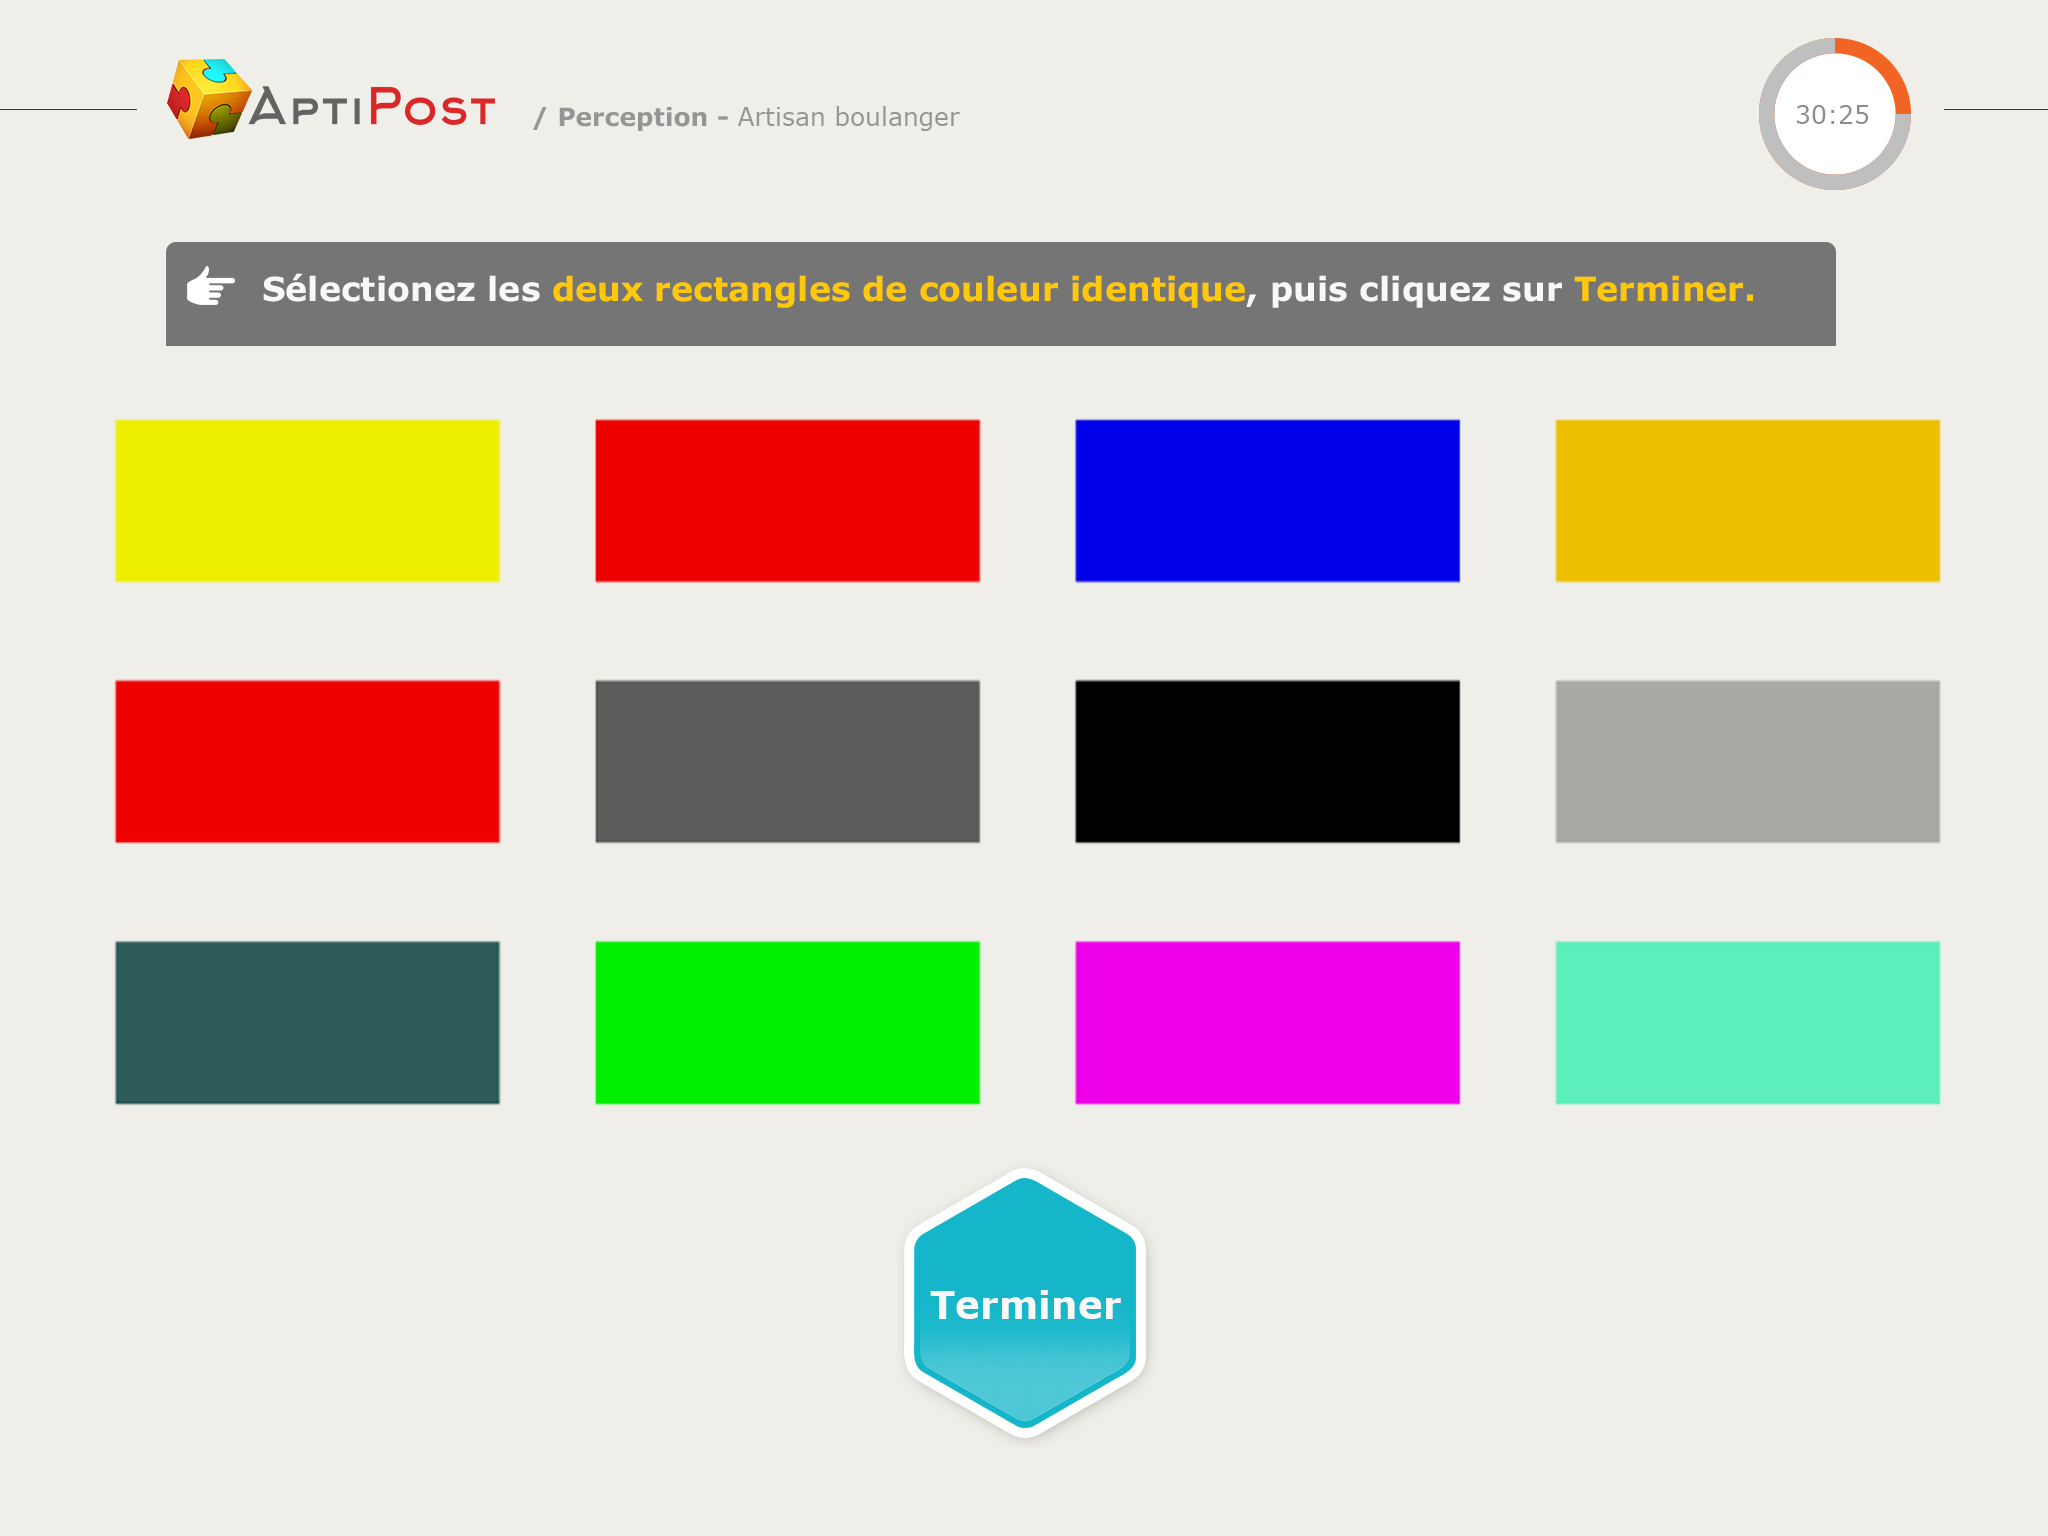 APTIPOST / Perception - Artisan boulanger
30:25
Sélectionez les deux rectangles de couleur identique, puis cliquez sur Terminer.
Terminer